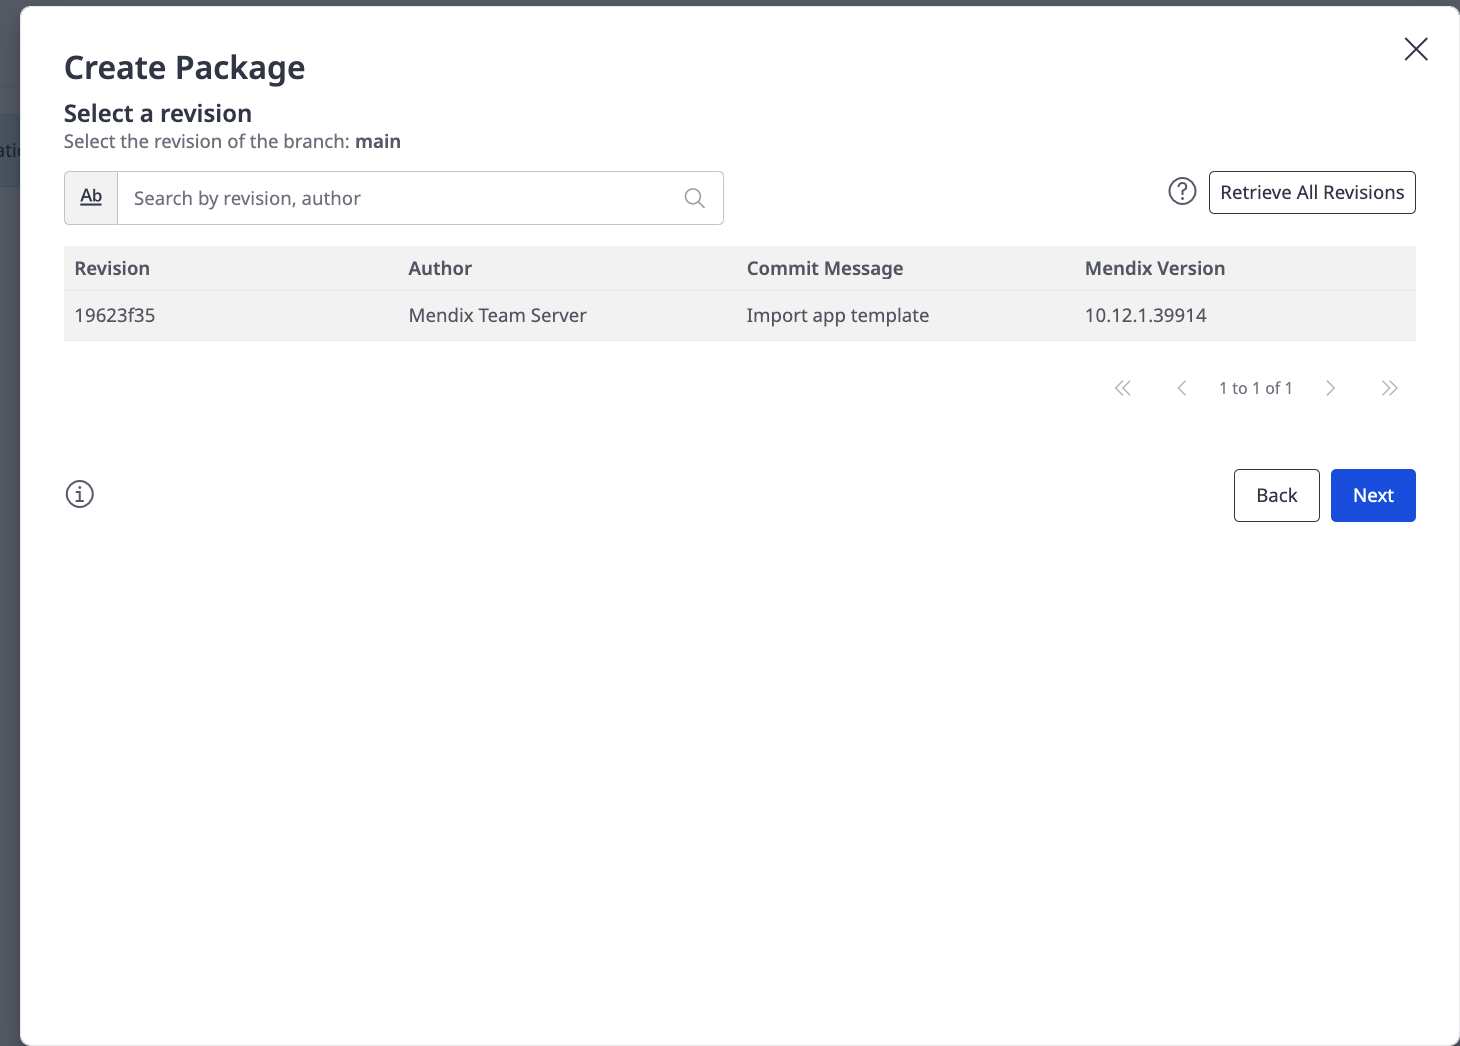 Create Package
Select a revision
Select the revision of the branch: main
Ab
Search by revision, author
Retrieve All Revisions
Revision Author Commit Message Mendix Version
19623f35 Mendix Team Server Import app template 10.12.1.39914
1 to 1 of 1
Back
Next